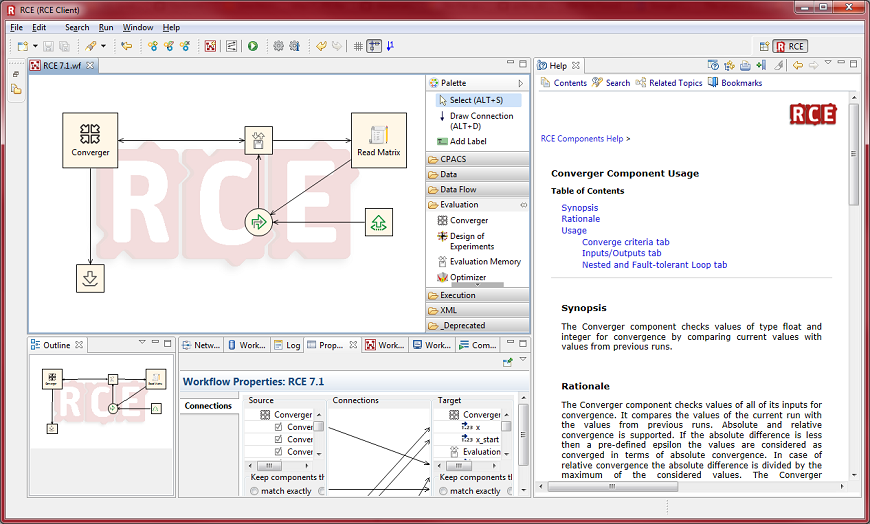 RCE (RCE Client)
File Edit Search Run Window Help
RCE
RCE 7.1.wf
RCE
Converger
Read Matrix
Palette
Select (ALT+S)
Draw Connection
(ALT+D)
Add Label
CPACS
Data
Data Flow
Evaluation
Converger
Design of
Experiments
Evaluation Memory
Optimizer
Execution
XML
_Deprecated
Help
Contents Search Related Topics Bookmarks
RCE
RCE Components Help >
Converger Component Usage
Table of Contents
Synopsis
Rationale
Usage
Converge criteria tab
Inputs/Outputs tab
Nested and Fault-tolerant Loop tab
Synopsis
The Converger component checks values of type float and
integer for convergence by comparing current values with
values from previous runs.
Rationale
The Converger component checks values of all of its inputs for
convergence. It compares the values of the current run with
the values from previous runs. Absolute and relative
convergence is supported. If the absolute difference is less
then a pre-defined epsilon the values are considered as
converged in terms of absolute convergence. In case of
relative convergence the absolute difference is divided by the
maximum of the considered values. The Converger
Outline
RCE
Converger
Netw... Work... Log Prop... Work... Work... Com...
Workflow Properties: RCE 7.1
Connections
Source Connections Target
Converger
Conver
Conver
Conver
Keep components th
match exactly
Converger
x
x_start
Evaluation
Keep components th
match exactly